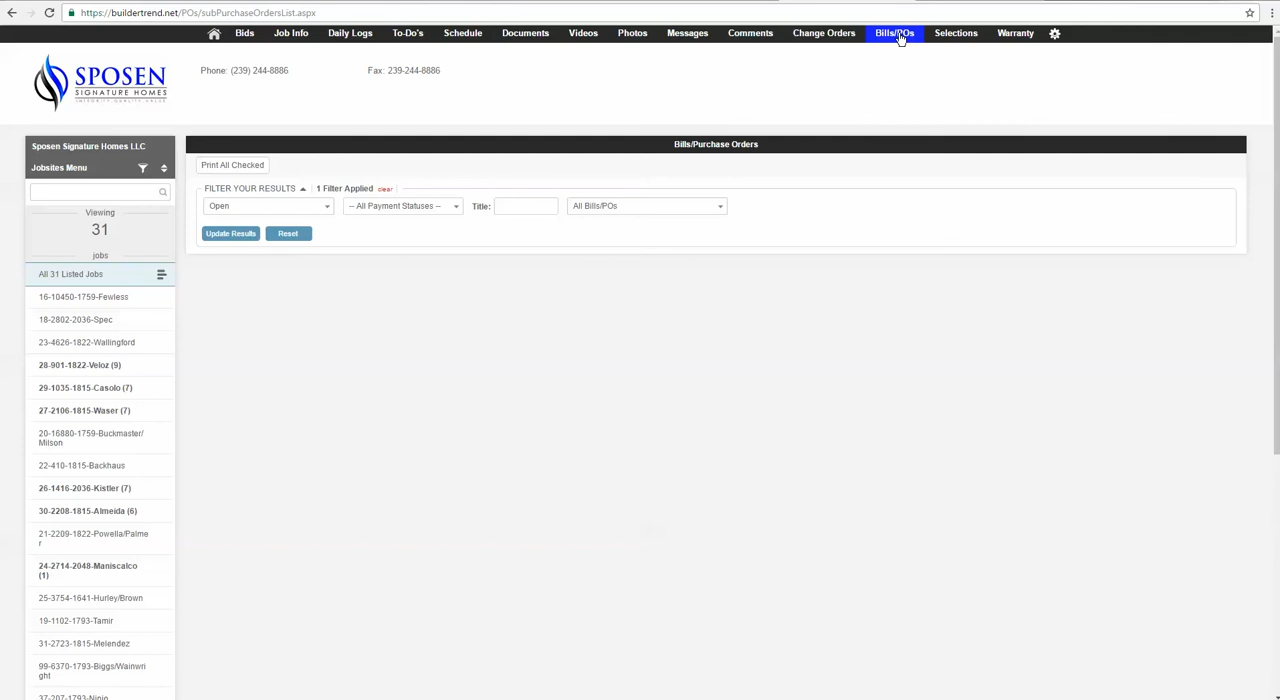 https://buildertrend.net/POs/subPurchaseOrdersList.aspx
Bids Job Info Daily Logs To-Do's Schedule Documents Videos Photos Messages Comments Change Orders Bills/POs Selections Warranty
SPOSEN
SIGNATURE HOMES
INTEGRITY.QUALITY.VALUE
Phone: (239) 244-8886 Fax: 239-244-8886
Sposen Signature Homes LLC
Jobsites Menu
Viewing
31
jobs
All 31 Listed Jobs
16-10450-1759-Fewless
18-2802-2036-Spec
23-4626-1822-Wallingford
28-901-1822-Veloz (9)
29-1035-1815-Casolo (7)
27-2106-1815-Waser (7)
20-16880-1759-Buckmaster/
Milson
22-410-1815-Backhaus
26-1416-2036-Kistler (7)
30-2208-1815-Almeida (6)
21-2209-1822-Powella/Palme
r
24-2714-2048-Maniscalco
(1)
25-3754-1641-Hurley/Brown
19-1102-1793-Tamir
31-2723-1815-Melendez
99-6370-1793-Biggs/Wainwri
ght
37-207-1793-Ninio
Bills/Purchase Orders
Print All Checked
FILTER YOUR RESULTS 1 Filter Applied clear
Open -- All Payment Statuses -- Title: All Bills/POs
Update Results Reset